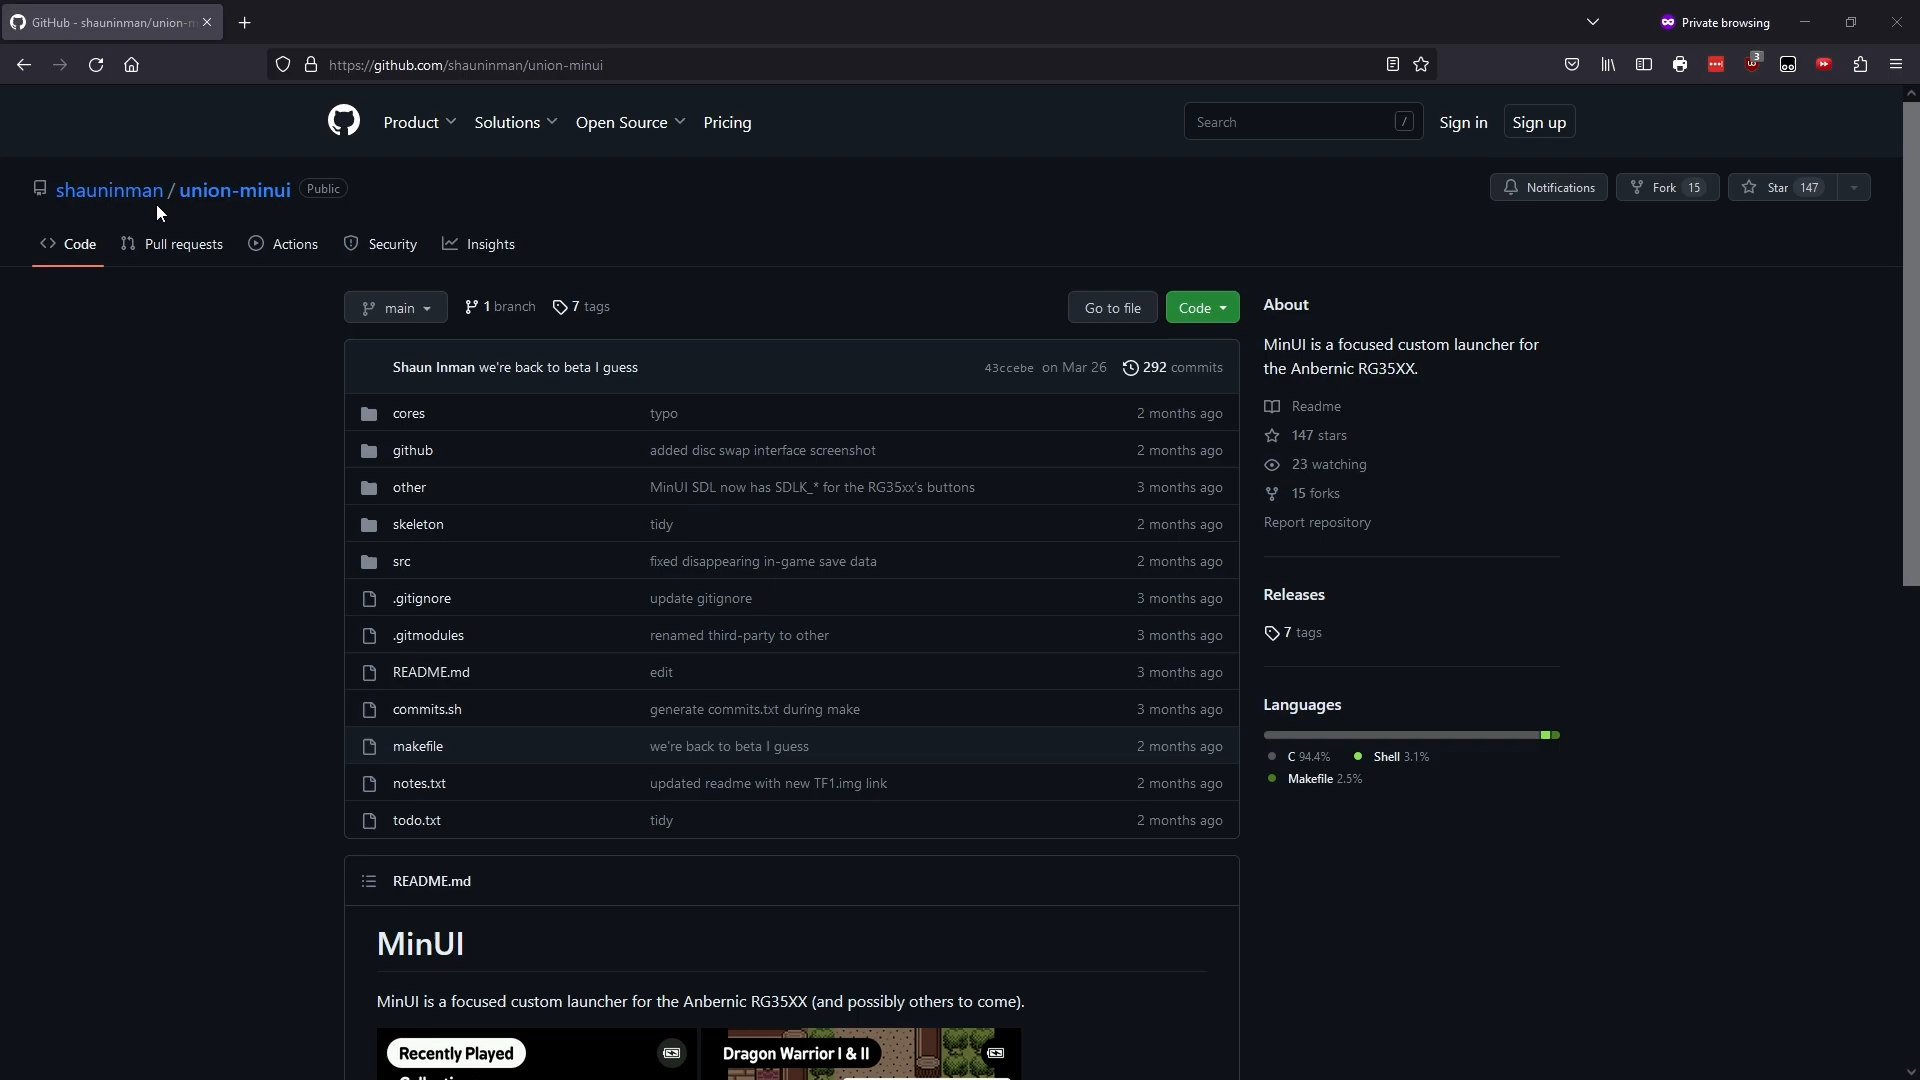 GitHub - shauninman/union-m
Private browsing
https://github.com/shauninman/union-minui
3
Product Solutions Open Source Pricing
Search /
Sign in Sign up
shauninman / union-minui Public
Notifications Fork 15 Star 147
Code Pull requests Actions Security Insights
main 1 branch 7 tags
Go to file Code
Shaun Inman we're back to beta I guess 43ccebe on Mar 26 292 commits
cores typo 2 months ago
github added disc swap interface screenshot 2 months ago
other MinUI SDL now has SDLK_* for the RG35xx's buttons 3 months ago
skeleton tidy 2 months ago
src fixed disappearing in-game save data 2 months ago
.gitignore update gitignore 3 months ago
.gitmodules renamed third-party to other 3 months ago
README.md edit 3 months ago
commits.sh generate commits.txt during make 3 months ago
makefile we're back to beta I guess 2 months ago
notes.txt updated readme with new TF1.img link 2 months ago
todo.txt tidy 2 months ago
About
MinUI is a focused custom launcher for
the Anbernic RG35XX.
Readme
147 stars
23 watching
15 forks
Report repository
Releases
7 tags
Languages
C 94.4% Shell 3.1%
Makefile 2.5%
README.md
MinUI
MinUI is a focused custom launcher for the Anbernic RG35XX (and possibly others to come).
Recently Played
Dragon Warrior I & II